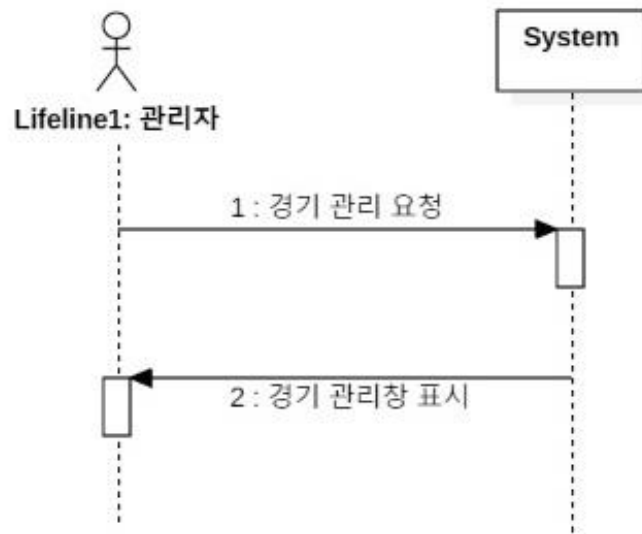 System
Lifeline1: 관리자
1 : 경기 관리 요청
2 : 경기 관리창 표시